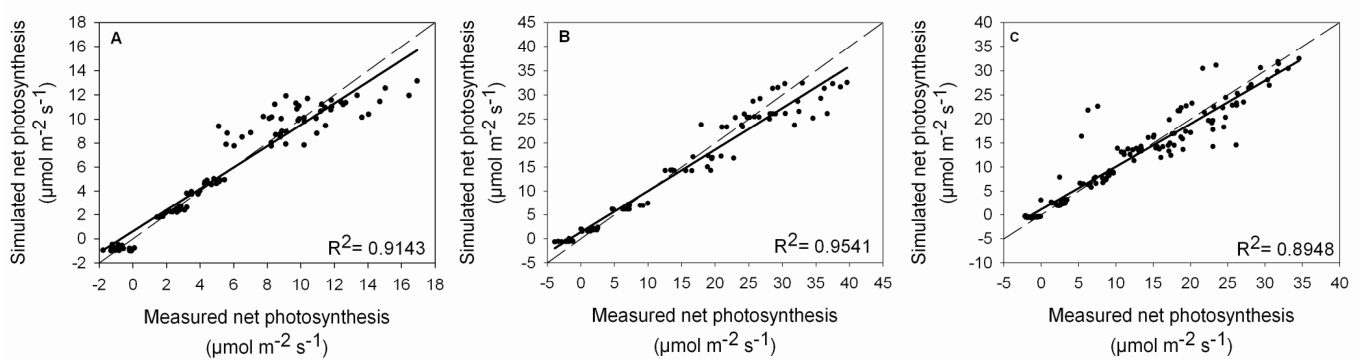 A
Simulated net photosynthesis
(µmol m-2 s-1)
18
16
14
12
10
8
6
4
2
0
-2
R2= 0.9143
-2 0 2 4 6 8 10 12 14 16 18
Measured net photosynthesis
(µmol m-2 s-1)
B
Simulated net photosynthesis
(µmol m-2 s-1)
45
40
35
30
25
20
15
10
5
0
-5
R2= 0.9541
-5 0 5 10 15 20 25 30 35 40 45
Measured net photosynthesis
(µmol m-2 s-1)
C
Simulated net photosynthesis
(µmol m-2 s-1)
40
35
30
25
20
15
10
5
0
-5
-10
R2= 0.8948
-5 0 5 10 15 20 25 30 35 40
Measured net photosynthesis
(µmol m-2 s-1)